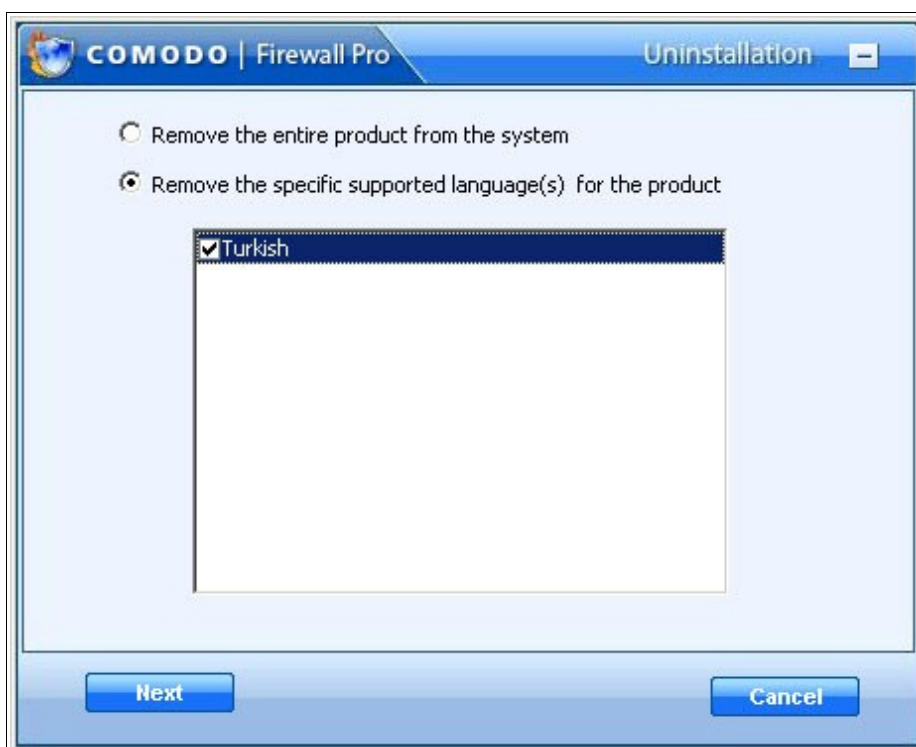 COMODO | Firewall Pro Uninstallation
Remove the entire product from the system
Remove the specific supported language(s) for the product
Turkish
Next Cancel